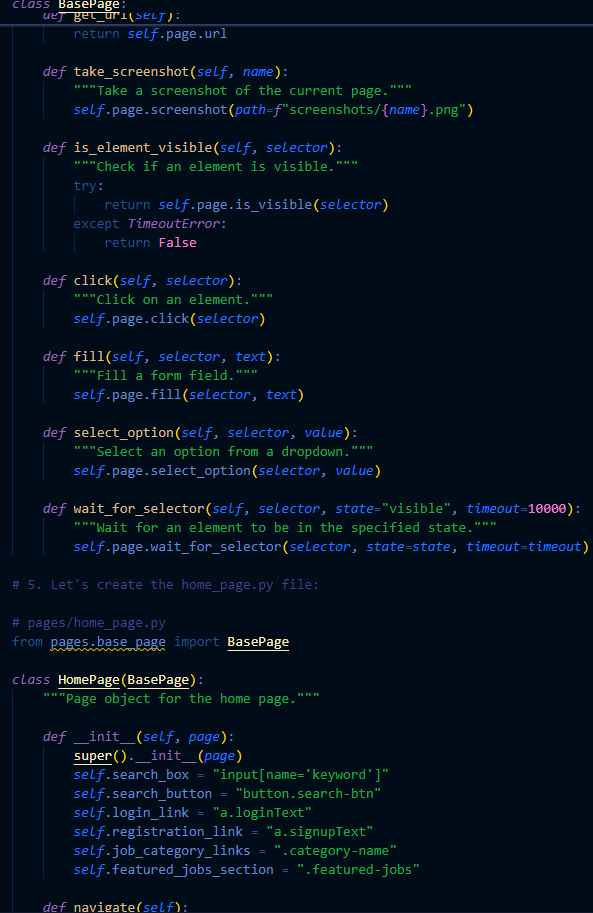 class BasePage:
    def get_url(self):
        return self.page.url

    def take_screenshot(self, name):
        """Take a screenshot of the current page."""
        self.page.screenshot(path=f"screenshots/{name}.png")

    def is_element_visible(self, selector):
        """Check if an element is visible."""
        try:
            return self.page.is_visible(selector)
        except TimeoutError:
            return False

    def click(self, selector):
        """Click on an element."""
        self.page.click(selector)

    def fill(self, selector, text):
        """Fill a form field."""
        self.page.fill(selector, text)

    def select_option(self, selector, value):
        """Select an option from a dropdown."""
        self.page.select_option(selector, value)

    def wait_for_selector(self, selector, state="visible", timeout=10000):
        """Wait for an element to be in the specified state."""
        self.page.wait_for_selector(selector, state=state, timeout=timeout)

# 5. Let's create the home_page.py file:

# pages/home_page.py
from pages.base_page import BasePage

class HomePage(BasePage):
    """Page object for the home page."""

    def __init__(self, page):
        super().__init__(page)
        self.search_box = "input[name='keyword']"
        self.search_button = "button.search-btn"
        self.login_link = "a.loginText"
        self.registration_link = "a.signupText"
        self.job_category_links = ".category-name"
        self.featured_jobs_section = ".featured-jobs"

    def navigate(self):